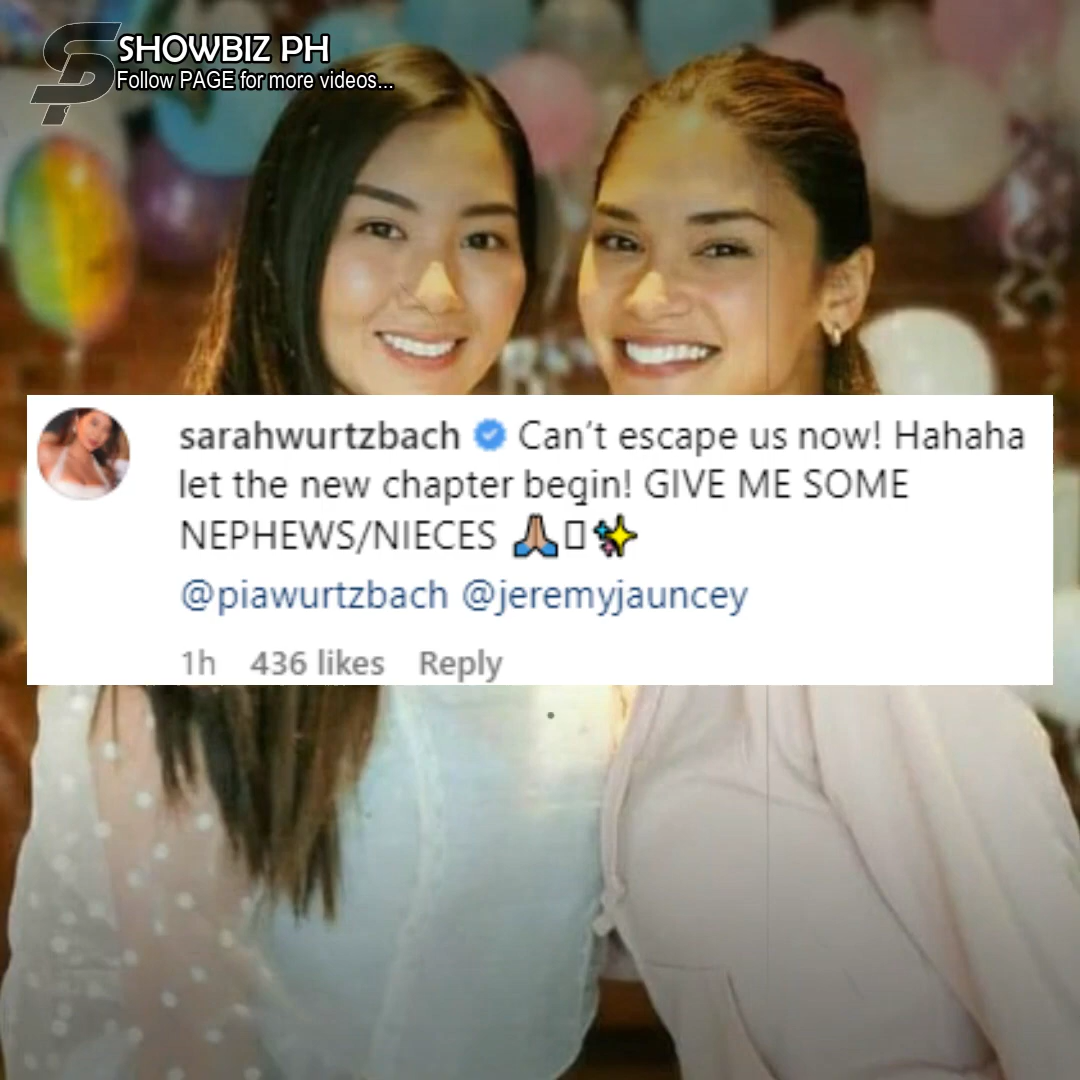 SHOWBIZ PH
Follow PAGE for more videos...
sarahwurtzbach Can't escape us now! Hahaha
let the new chapter begin! GIVE ME SOME
NEPHEWS/NIECES 🙏🏽▯✨
@piawurtzbach @jeremyjauncey
1h 436 likes Reply